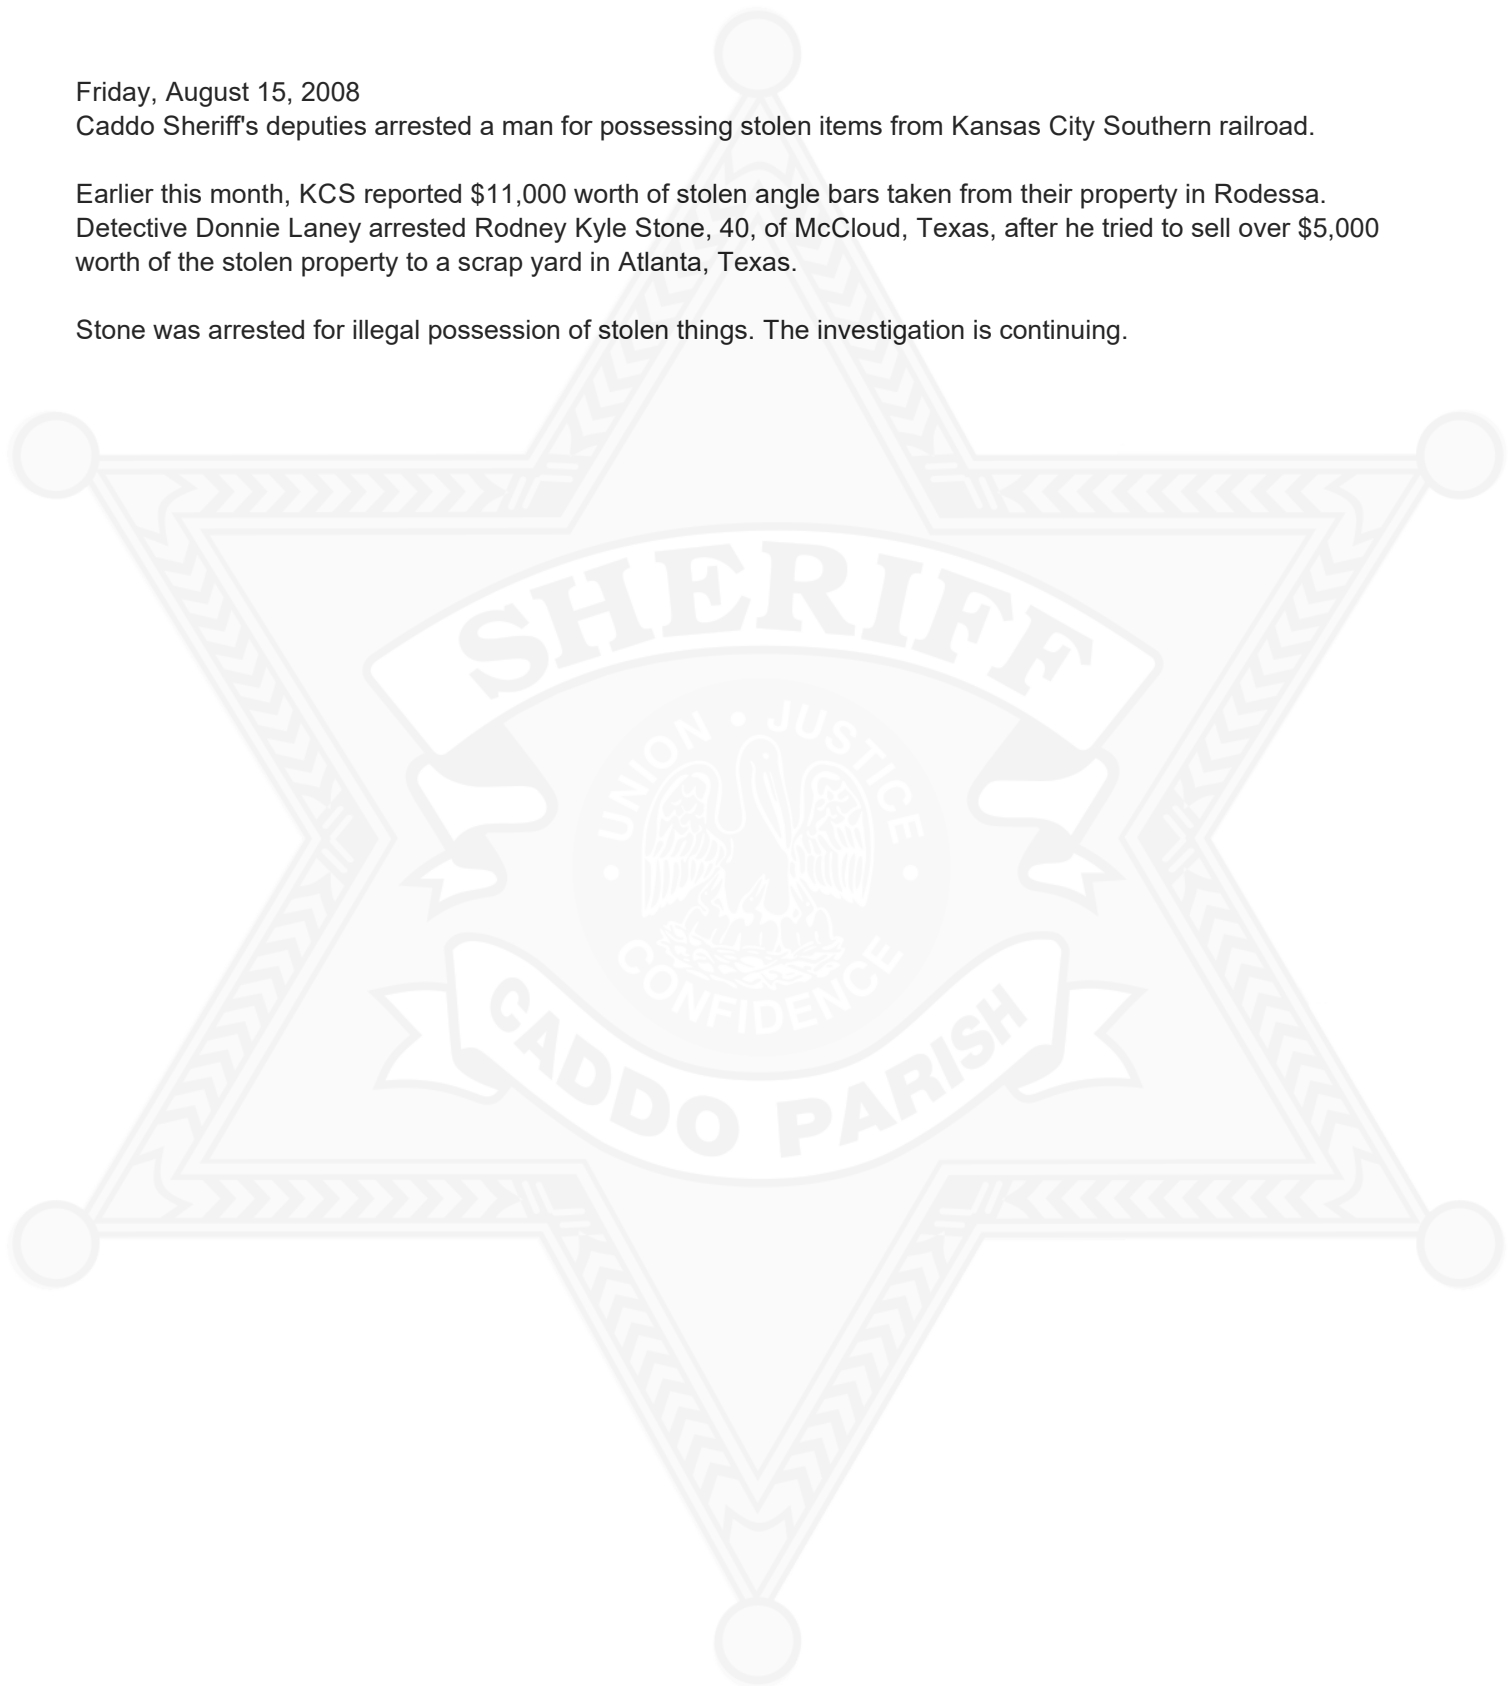 Friday, August 15, 2008
Caddo Sheriff's deputies arrested a man for possessing stolen items from Kansas City Southern railroad.
Earlier this month, KCS reported $11,000 worth of stolen angle bars taken from their property in Rodessa.
Detective Donnie Laney arrested Rodney Kyle Stone, 40, of McCloud, Texas, after he tried to sell over $5,000
worth of the stolen property to a scrap yard in Atlanta, Texas.
Stone was arrested for illegal possession of stolen things. The investigation is continuing.
SHERIFF
UNION • JUSTICE
• CONFIDENCE •
CADDO PARISH